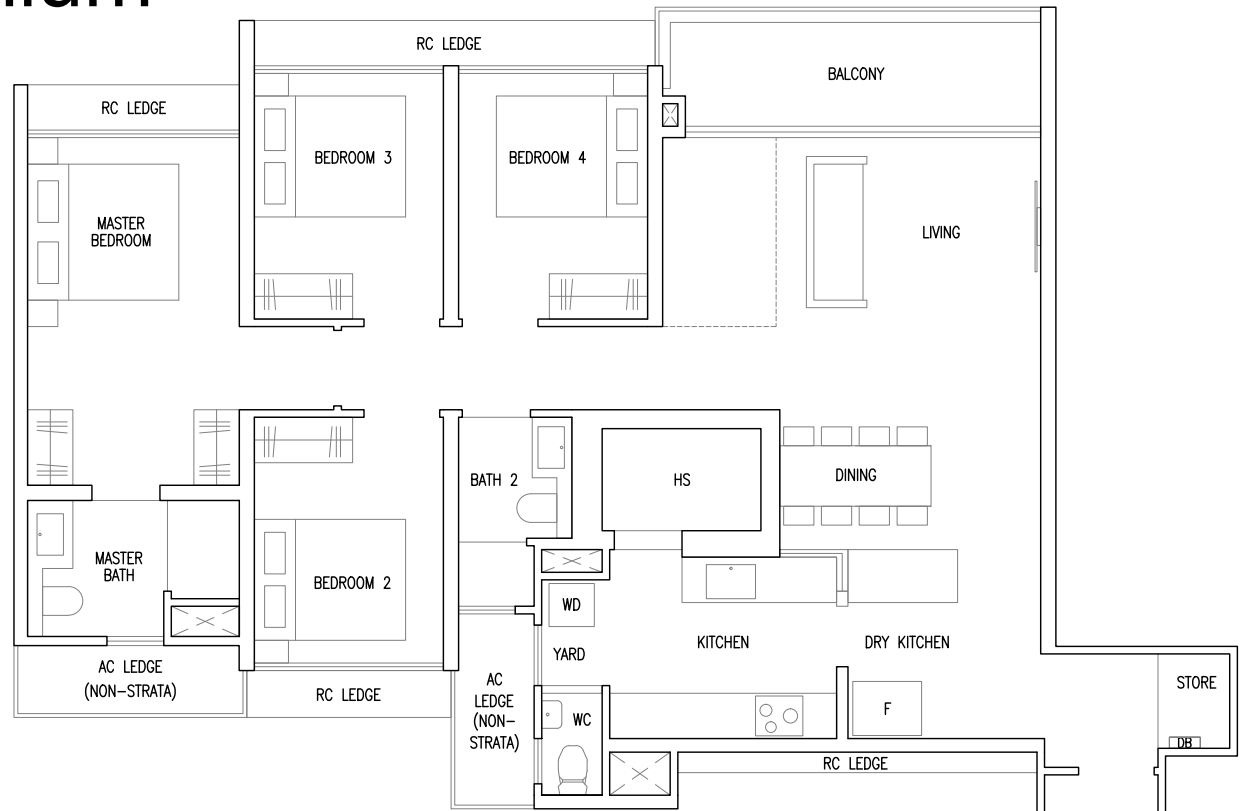 RC LEDGE
BALCONY
RC LEDGE
BEDROOM 3
BEDROOM 4
MASTER
BEDROOM
LIVING
BATH 2
HS
DINING
MASTER
BATH
BEDROOM 2
WD
YARD
KITCHEN
DRY KITCHEN
AC LEDGE
(NON-STRATA)
RC LEDGE
AC
LEDGE
(NON-
STRATA)
WC
F
STORE
DB
RC LEDGE